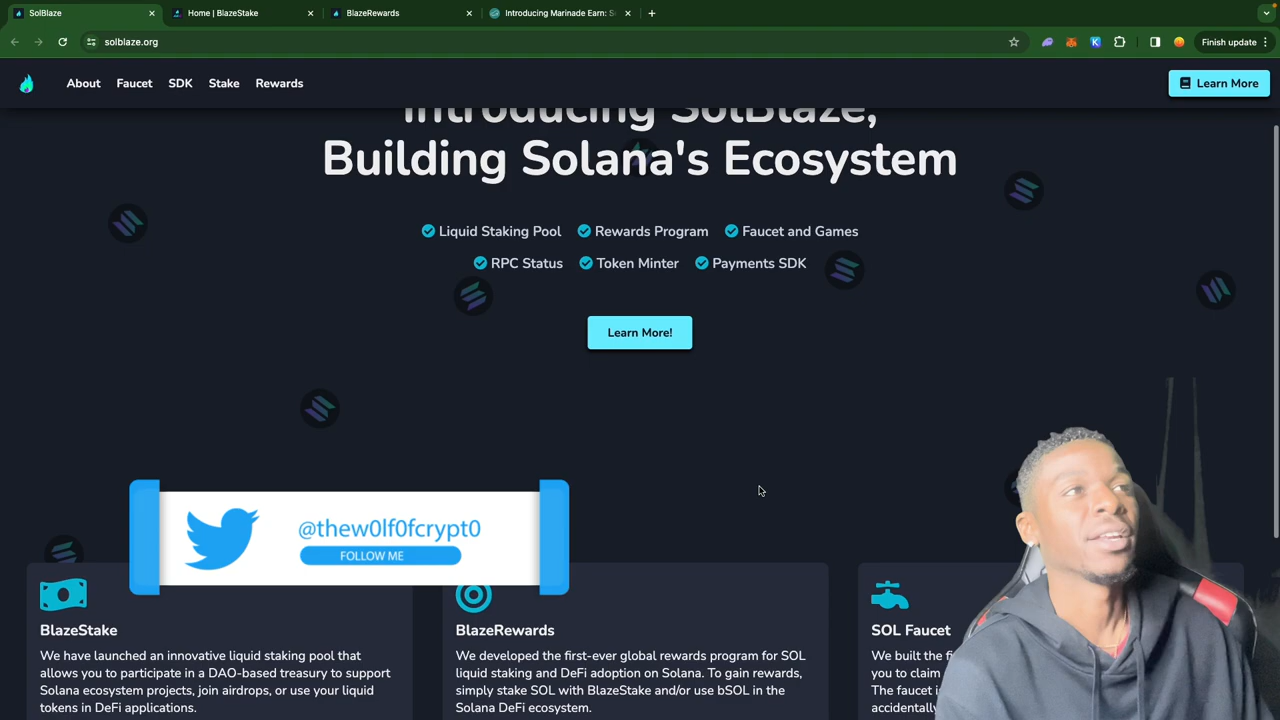 SolBlaze
Home | BlazeStake
BlazeRewards
Introducing Marinade Earn: S
solblaze.org
Finish update
About
Faucet
SDK
Stake
Rewards
Learn More
Introducing SolBlaze,
Building Solana's Ecosystem
Liquid Staking Pool
Rewards Program
Faucet and Games
RPC Status
Token Minter
Payments SDK
Learn More!
@thew0lf0fcrypt0
FOLLOW ME
BlazeStake
We have launched an innovative liquid staking pool that
allows you to participate in a DAO-based treasury to support
Solana ecosystem projects, join airdrops, or use your liquid
tokens in DeFi applications.
BlazeRewards
We developed the first-ever global rewards program for SOL
liquid staking and DeFi adoption on Solana. To gain rewards,
simply stake SOL with BlazeStake and/or use bSOL in the
Solana DeFi ecosystem.
SOL Faucet
We built the
you to claim
The faucet
accidentally